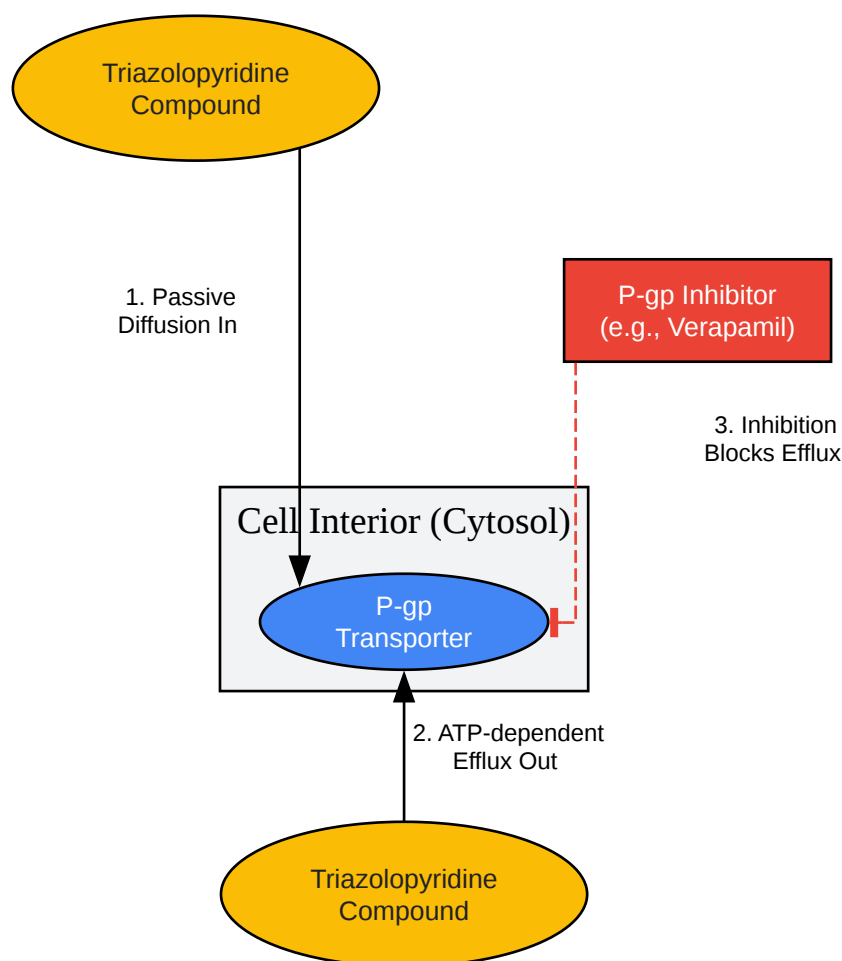 Triazolopyridine
Compound
1. Passive
Diffusion In
P-gp Inhibitor
(e.g., Verapamil)
3. Inhibition
Blocks Efflux
Cell Interior (Cytosol)
P-gp
Transporter
2. ATP-dependent
Efflux Out
Triazolopyridine
Compound